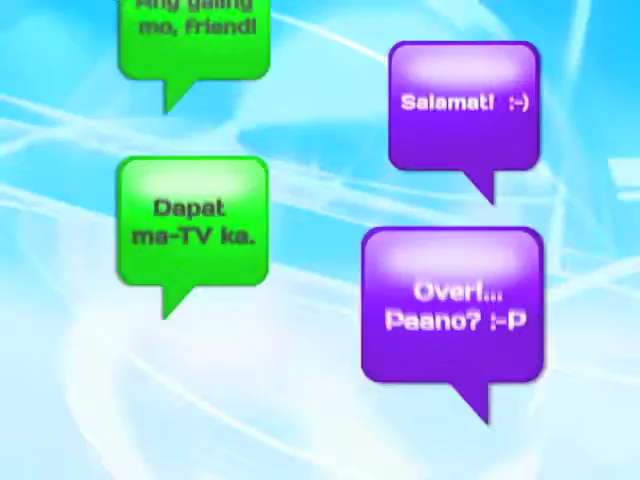 Ang galing
mo, friend!
Salamat! :-)
Dapat
ma-TV ka.
Over!...
Paano? :-P